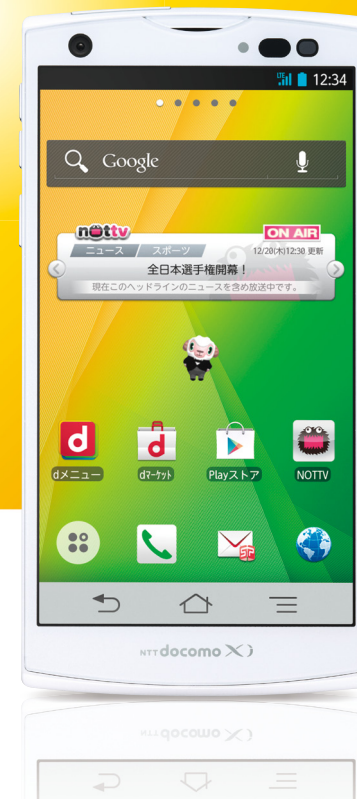 LTE 12:34
Google
nottv ON AIR
ニュース スポーツ 12/20(木)12:30 更新
全日本選手権開幕！
現在このヘッドラインのニュースを含め放送中です。
d d
dメニュー dマーケット Playストア NOTTV
NTT docomo Xi